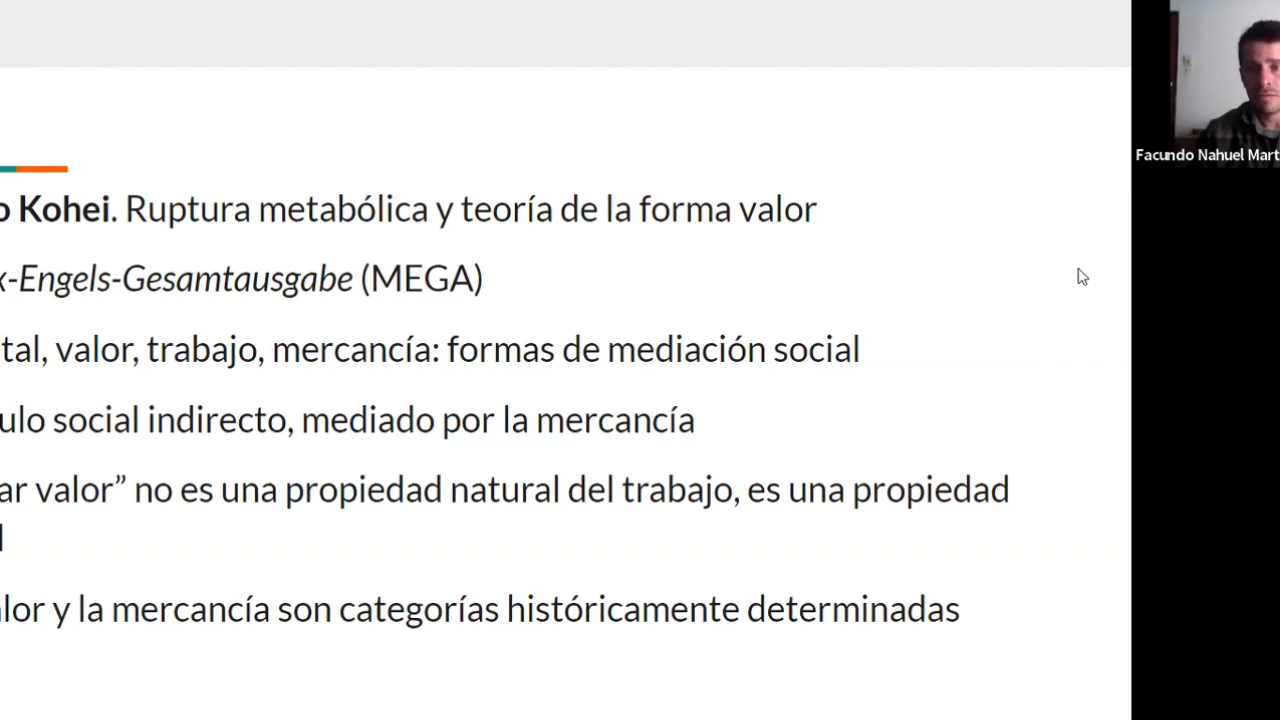 o Kohei. Ruptura metabólica y teoría de la forma valor
-Engels-Gesamtausgabe (MEGA)
tal, valor, trabajo, mercancía: formas de mediación social
ulo social indirecto, mediado por la mercancía
ar valor” no es una propiedad natural del trabajo, es una propiedad
l
lor y la mercancía son categorías históricamente determinadas
Facundo Nahuel Mart